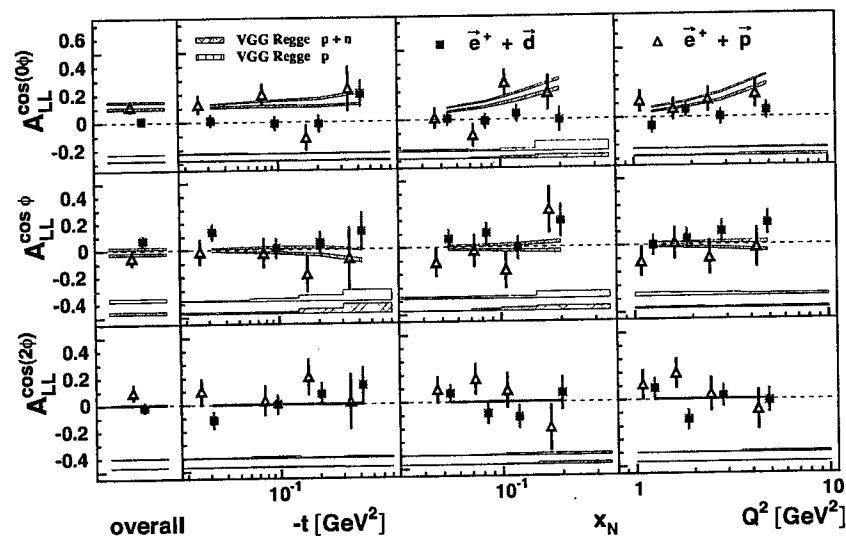 A_LL^cos(0ϕ)
0.6
0.4
0.2
0
-0.2
VGG Regge p+n
VGG Regge p
e⃗⁺ + d⃗
e⃗⁺ + p⃗
A_LL^cos ϕ
0.4
0.2
0
-0.2
-0.4
A_LL^cos(2ϕ)
0.4
0.2
0
-0.2
-0.4
10⁻¹
10⁻¹
1
10
overall
-t [GeV²]
x_N
Q² [GeV²]